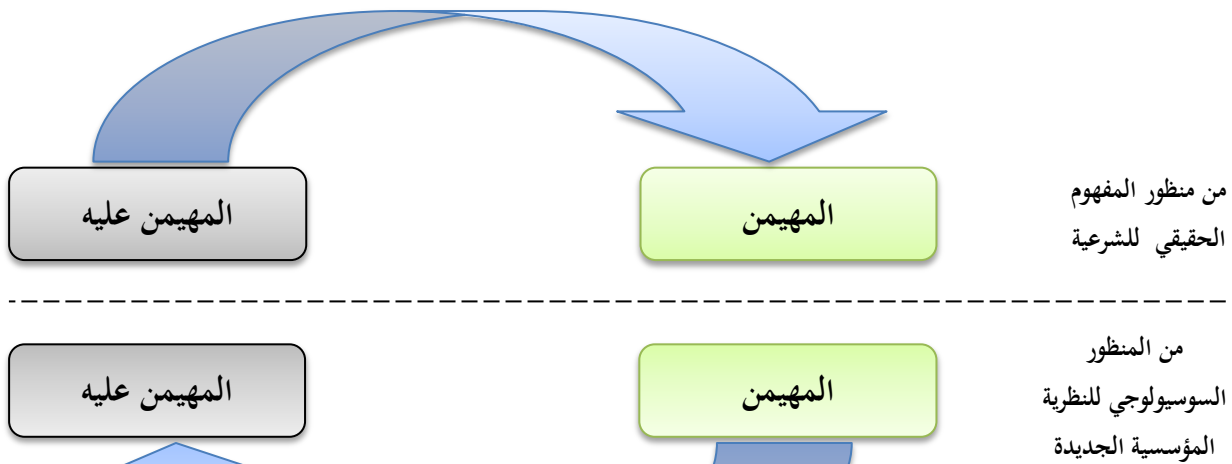 من منظور المفهوم
الحقيقي للشرعية
المهيمن
المهيمن عليه
من المنظور
السوسيولوجي للنظرية
المؤسسية الجديدة
المهيمن
المهيمن عليه